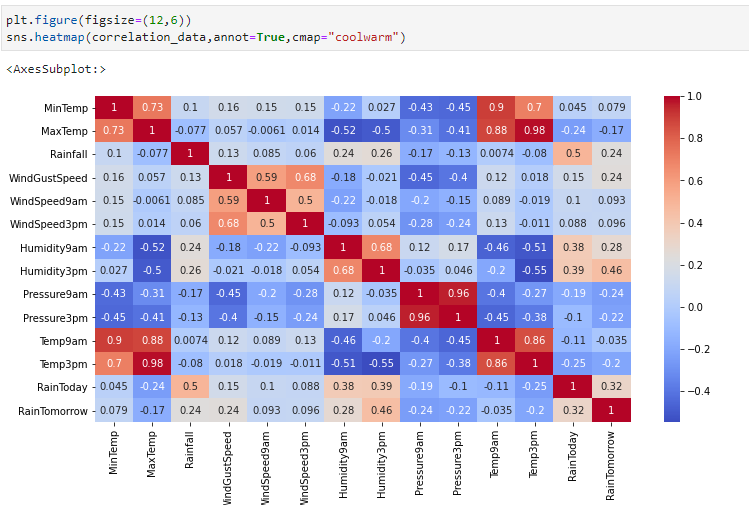 plt.figure(figsize=(12,6))
sns.heatmap(correlation_data,annot=True,cmap="coolwarm")
<AxesSubplot:>
MinTemp 1 0.73 0.1 0.16 0.15 0.15 -0.22 0.027 -0.43 -0.45 0.9 0.7 0.045 0.079
MaxTemp 0.73 1 -0.077 0.057 -0.0061 0.014 -0.52 -0.5 -0.31 -0.41 0.88 0.98 -0.24 -0.17
Rainfall 0.1 -0.077 1 0.13 0.085 0.06 0.24 0.26 -0.17 -0.13 0.0074 -0.08 0.5 0.24
WindGustSpeed 0.16 0.057 0.13 1 0.59 0.68 -0.18 -0.021 -0.45 -0.4 0.12 0.018 0.15 0.24
WindSpeed9am 0.15 -0.0061 0.085 0.59 1 0.5 -0.22 -0.018 -0.2 -0.15 0.089 -0.019 0.1 0.093
WindSpeed3pm 0.15 0.014 0.06 0.68 0.5 1 -0.093 0.054 -0.28 -0.24 0.13 -0.011 0.088 0.096
Humidity9am -0.22 -0.52 0.24 -0.18 -0.22 -0.093 1 0.68 0.12 0.17 -0.46 -0.51 0.38 0.28
Humidity3pm 0.027 -0.5 0.26 -0.021 -0.018 0.054 0.68 1 -0.035 0.046 -0.2 -0.55 0.39 0.46
Pressure9am -0.43 -0.31 -0.17 -0.45 -0.2 -0.28 0.12 -0.035 1 0.96 -0.4 -0.27 -0.19 -0.24
Pressure3pm -0.45 -0.41 -0.13 -0.4 -0.15 -0.24 0.17 0.046 0.96 1 -0.45 -0.38 -0.1 -0.22
Temp9am 0.9 0.88 0.0074 0.12 0.089 0.13 -0.46 -0.2 -0.4 -0.45 1 0.86 -0.11 -0.035
Temp3pm 0.7 0.98 -0.08 0.018 -0.019 -0.011 -0.51 -0.55 -0.27 -0.38 0.86 1 -0.25 -0.2
RainToday 0.045 -0.24 0.5 0.15 0.1 0.088 0.38 0.39 -0.19 -0.1 -0.11 -0.25 1 0.32
RainTomorrow 0.079 -0.17 0.24 0.24 0.093 0.096 0.28 0.46 -0.24 -0.22 -0.035 -0.2 0.32 1
MinTemp
MaxTemp
Rainfall
WindGustSpeed
WindSpeed9am
WindSpeed3pm
Humidity9am
Humidity3pm
Pressure9am
Pressure3pm
Temp9am
Temp3pm
RainToday
RainTomorrow
1.0
0.8
0.6
0.4
0.2
0.0
−0.2
−0.4